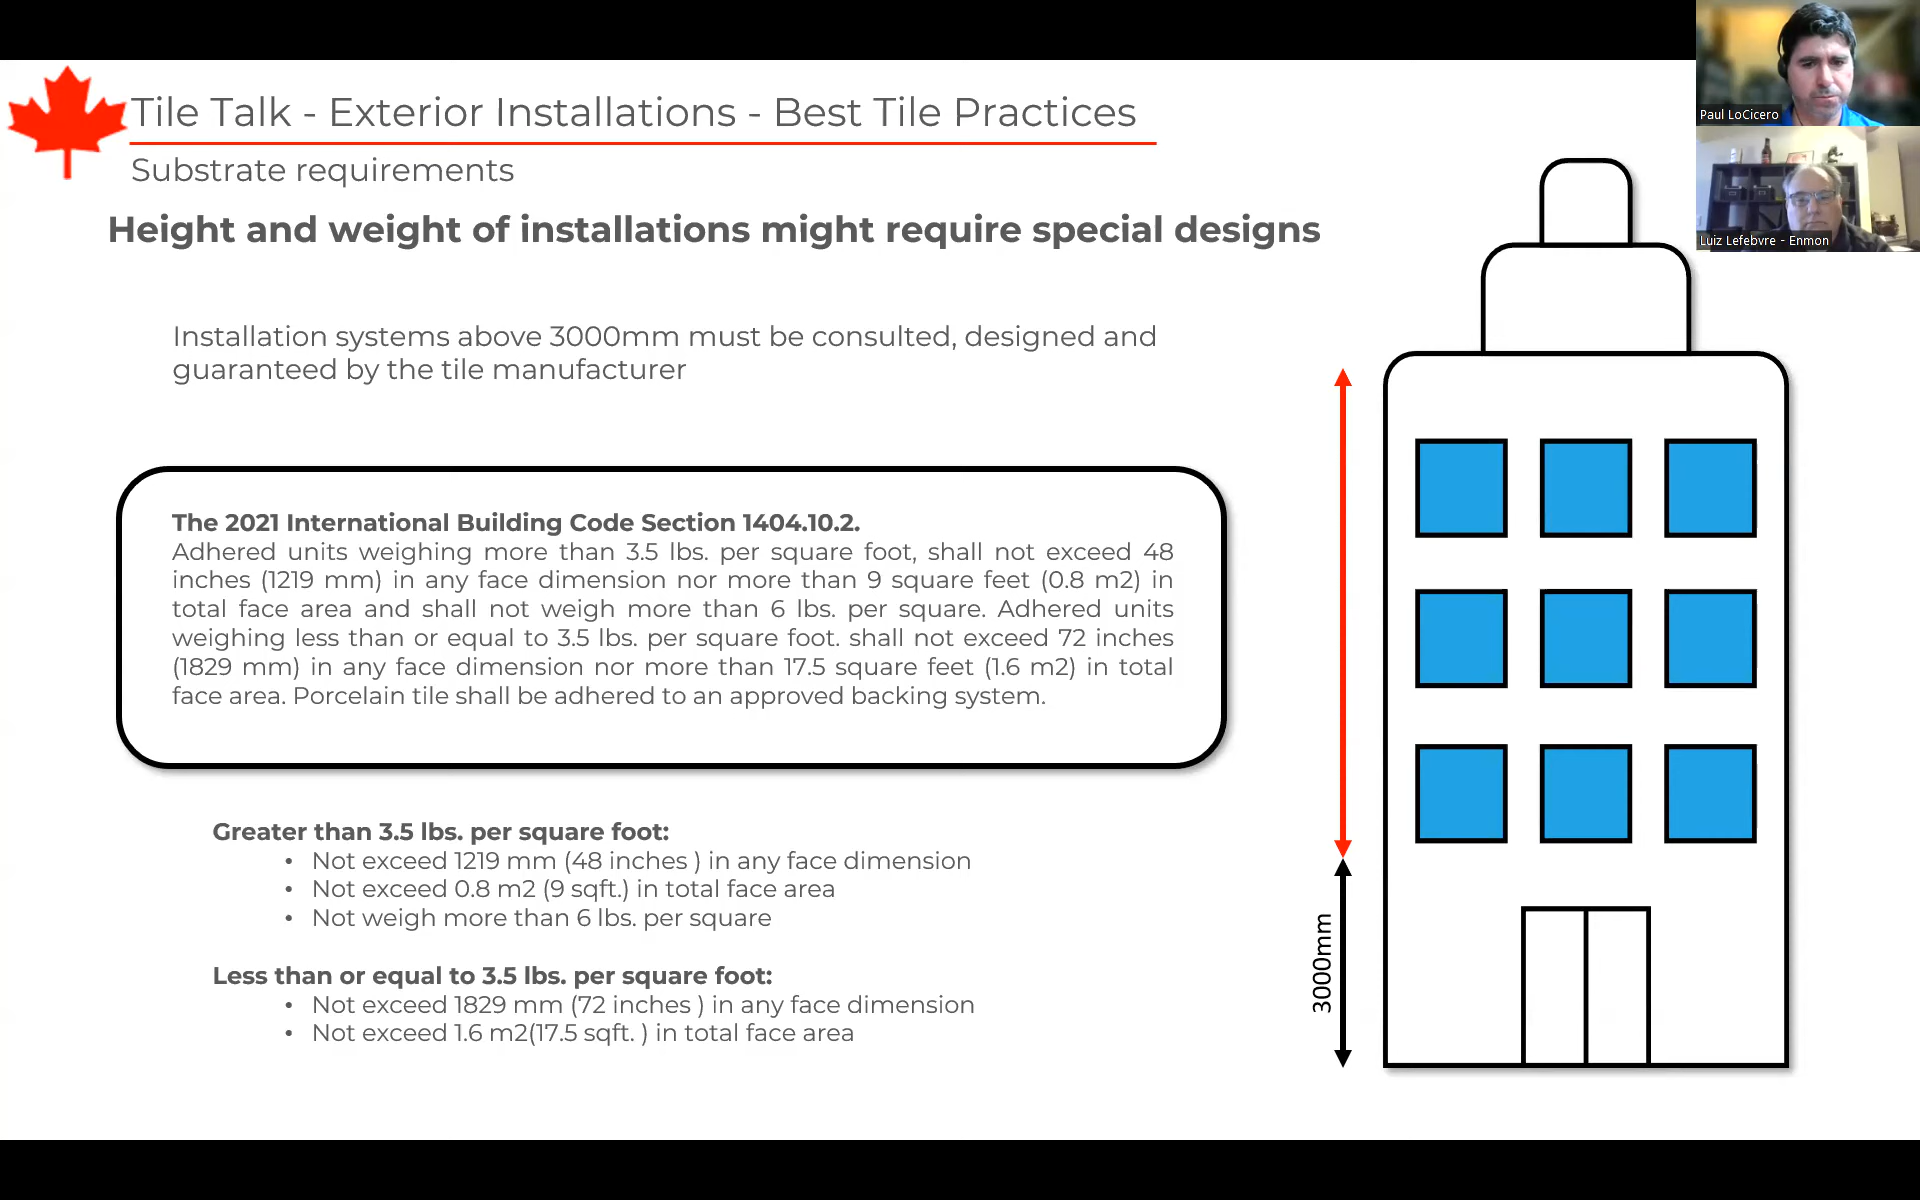 Tile Talk - Exterior Installations - Best Tile Practices
Substrate requirements
Height and weight of installations might require special designs
Paul LoCicero
Luiz Lefebvre - Enmon
Installation systems above 3000mm must be consulted, designed and
guaranteed by the tile manufacturer
The 2021 International Building Code Section 1404.10.2.
Adhered units weighing more than 3.5 lbs. per square foot, shall not exceed 48
inches (1219 mm) in any face dimension nor more than 9 square feet (0.8 m2) in
total face area and shall not weigh more than 6 lbs. per square. Adhered units
weighing less than or equal to 3.5 lbs. per square foot. shall not exceed 72 inches
(1829 mm) in any face dimension nor more than 17.5 square feet (1.6 m2) in total
face area. Porcelain tile shall be adhered to an approved backing system.
Greater than 3.5 lbs. per square foot:
• Not exceed 1219 mm (48 inches ) in any face dimension
• Not exceed 0.8 m2 (9 sqft.) in total face area
• Not weigh more than 6 lbs. per square
Less than or equal to 3.5 lbs. per square foot:
• Not exceed 1829 mm (72 inches ) in any face dimension
• Not exceed 1.6 m2(17.5 sqft. ) in total face area
3000mm